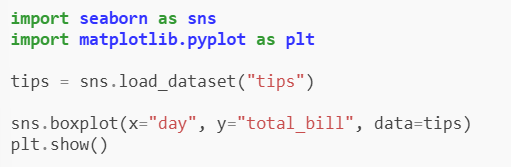 import seaborn as sns
import matplotlib.pyplot as plt
tips = sns.load_dataset("tips")
sns.boxplot(x="day", y="total_bill", data=tips)
plt.show()